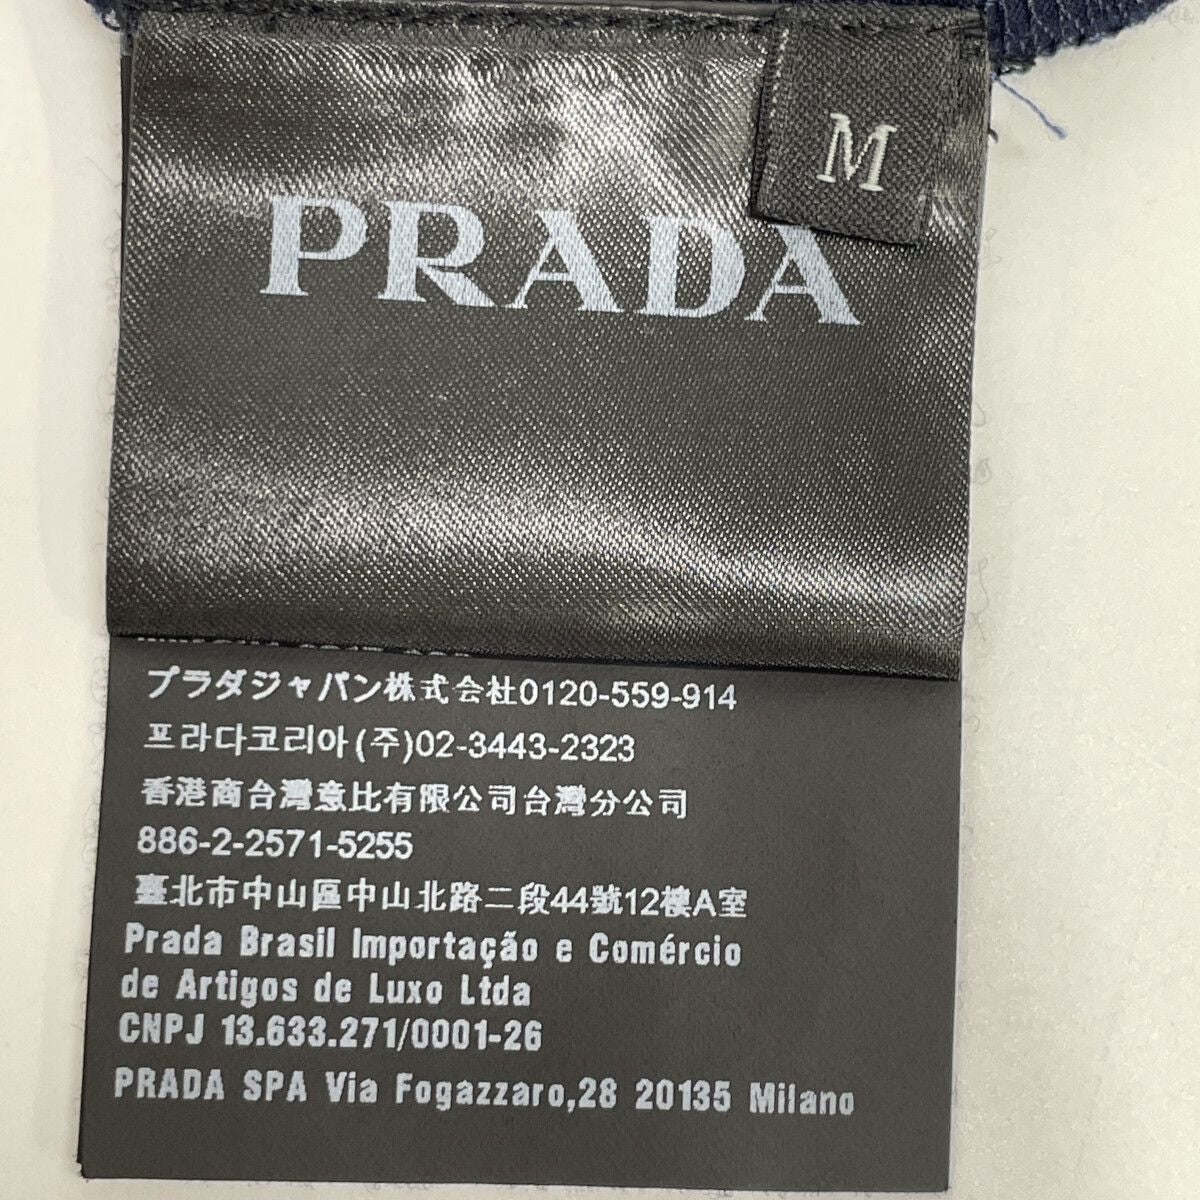 M
PRADA
プラダジャパン株式会社0120-559-914
프라다코리아(주)02-3443-2323
香港商台灣意比有限公司台灣分公司
886-2-2571-5255
臺北市中山區中山北路二段44號12樓A室
Prada Brasil Importação e Comércio
de Artigos de Luxo Ltda
CNPJ 13.633.271/0001-26
PRADA SPA Via Fogazzaro,28 20135 Milano